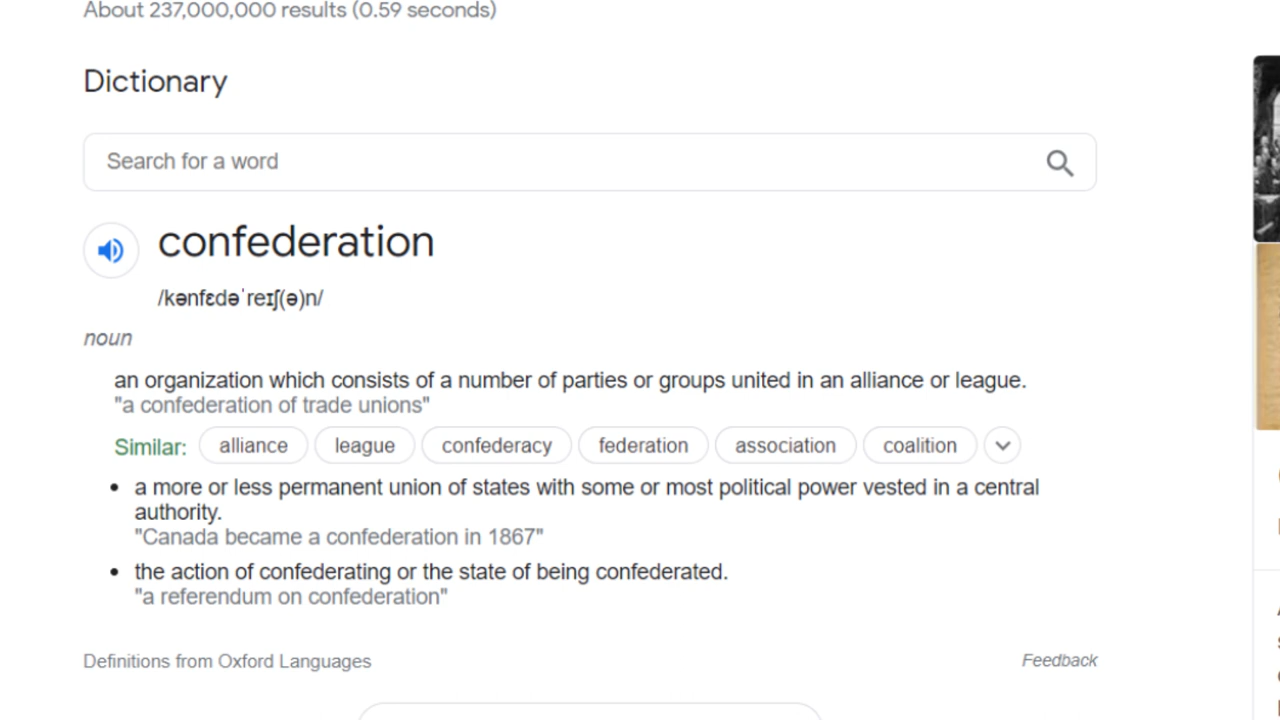 About 237,000,000 results (0.59 seconds)
Dictionary
Search for a word
confederation
/kənfɛdəˈreɪʃ(ə)n/
noun
an organization which consists of a number of parties or groups united in an alliance or league.
"a confederation of trade unions"
Similar: alliance league confederacy federation association coalition
• a more or less permanent union of states with some or most political power vested in a central
authority.
"Canada became a confederation in 1867"
• the action of confederating or the state of being confederated.
"a referendum on confederation"
Definitions from Oxford Languages Feedback